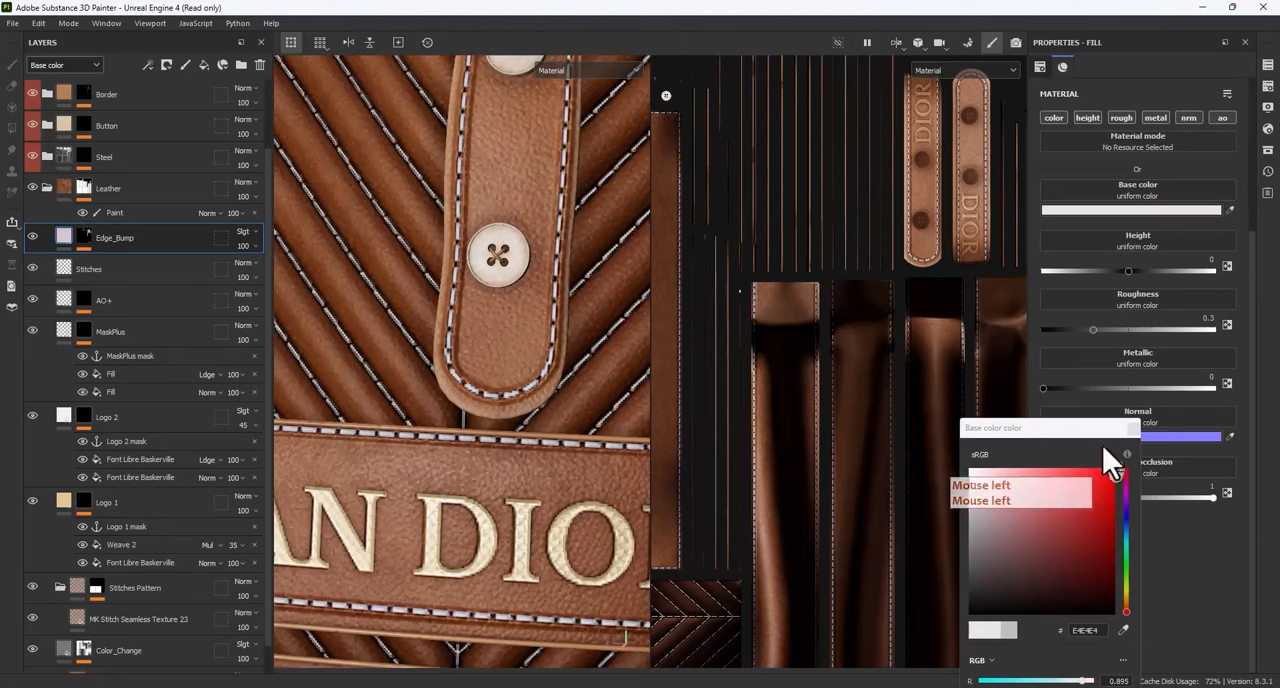 Adobe Substance 3D Painter - Unreal Engine 4 (Read only)
File Edit Mode Window Viewport JavaScript Python Help
LAYERS
Base color
Border Norm 100
Button Norm 100
Steel Norm 100
Leather Norm 100
Paint Norm 100
Edge_Bump Slgt 100
Stitches Norm 100
AO+ Norm 100
MaskPlus Norm 100
MaskPlus mask
Fill Ldge 100
Fill Norm 100
Logo 2 Slgt 45
Logo 2 mask
Font Libre Baskerville Ldge 100
Font Libre Baskerville Norm 100
Logo 1 Norm 100
Logo 1 mask
Weave 2 Mul 35
Font Libre Baskerville Norm 100
Stitches Pattern Norm 100
MK Stitch Seamless Texture 23 Norm 100
Color_Change Slgt 100
Material
AN DIOR
Material
DIOR
DIOR
PROPERTIES - FILL
MATERIAL
color height rough metal nrm ao
Material mode
No Resource Selected
Or
Base color
uniform color
Height
uniform color
0
Roughness
uniform color
0.3
Metallic
uniform color
0
Normal
color
cclusion
color
1
Base color color
sRGB
Mouse left
Mouse left
# E4E4E4
RGB
R 0.895
Cache Disk Usage: 72% | Version: 8.3.1